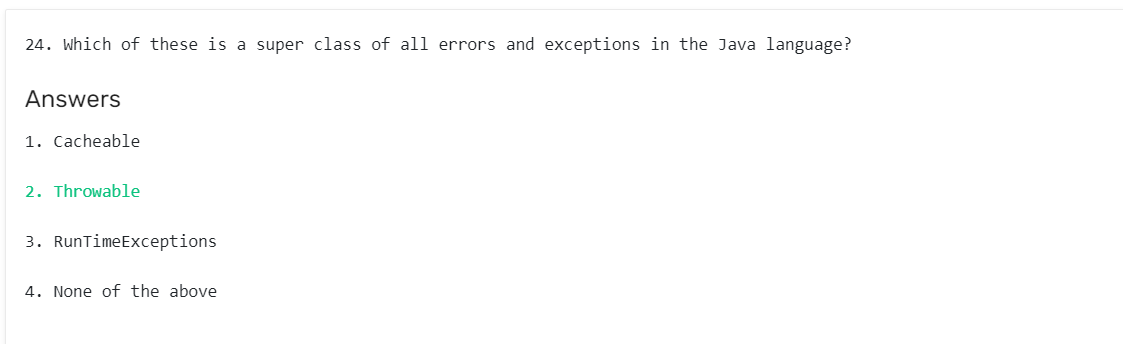 24. Which of these is a super class of all errors and exceptions in the Java language?
Answers
1. Cacheable
2. Throwable
3. RunTimeExceptions
4. None of the above